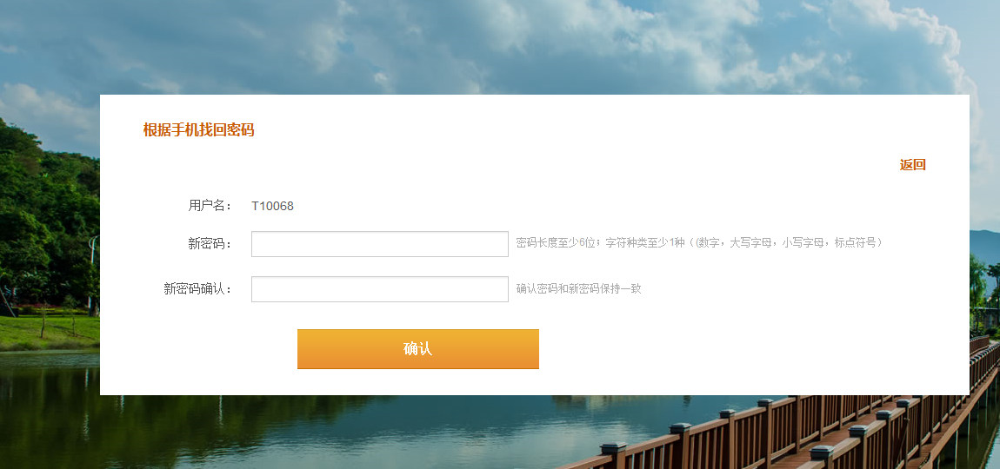 根据手机找回密码
返回
用户名： T10068
新密码： 密码长度至少6位；字符种类至少1种（(数字，大写字母，小写字母，标点符号）
新密码确认： 确认密码和新密码保持一致
确认